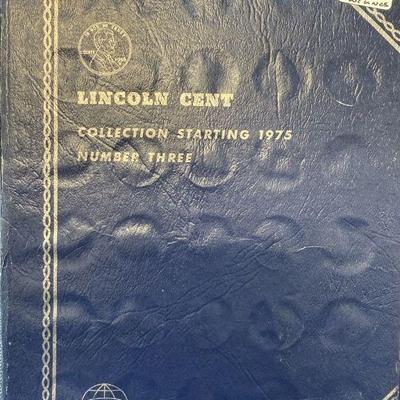 LINCOLN CENT
COLLECTION STARTING 1975
NUMBER THREE